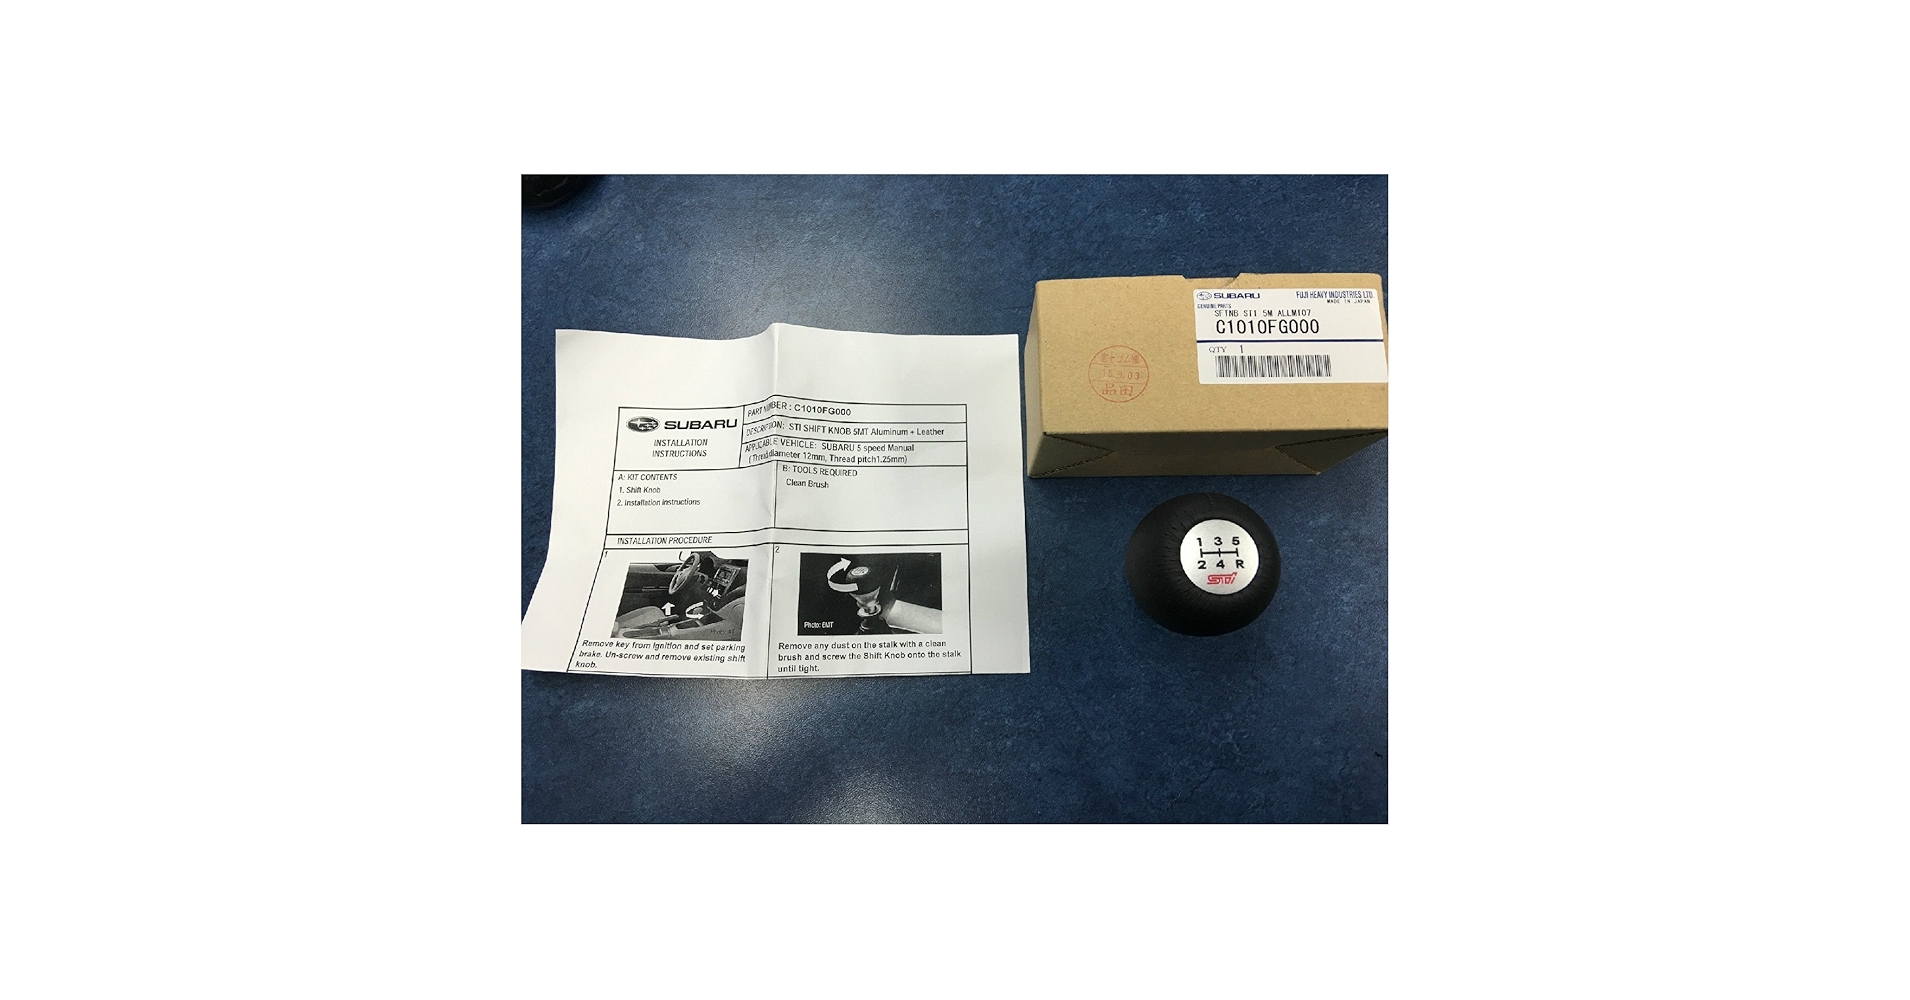 SUBARU
INSTALLATION
INSTRUCTIONS
PART NUMBER : C1010FG000
DESCRIPTION: STI SHIFT KNOB 5MT Aluminum + Leather
APPLICABLE VEHICLE: SUBARU 5 speed Manual
( Thread diameter 12mm, Thread pitch1.25mm)
A: KIT CONTENTS
1. Shift Knob
2. Installation Instructions
B: TOOLS REQUIRED
Clean Brush
INSTALLATION PROCEDURE
1
Remove key from ignition and set parking
brake. Un-screw and remove existing shift
knob.
2
Photo: 6MT
Remove any dust on the stalk with a clean
brush and screw the Shift Knob onto the stalk
until tight.
SUBARU FUJI HEAVY INDUSTRIES LTD.
GENUINE PARTS MADE IN JAPAN
SFTNB STI 5M ALLMI07
C1010FG000
QTY 1
品田
1 3 5
2 4 R
STi